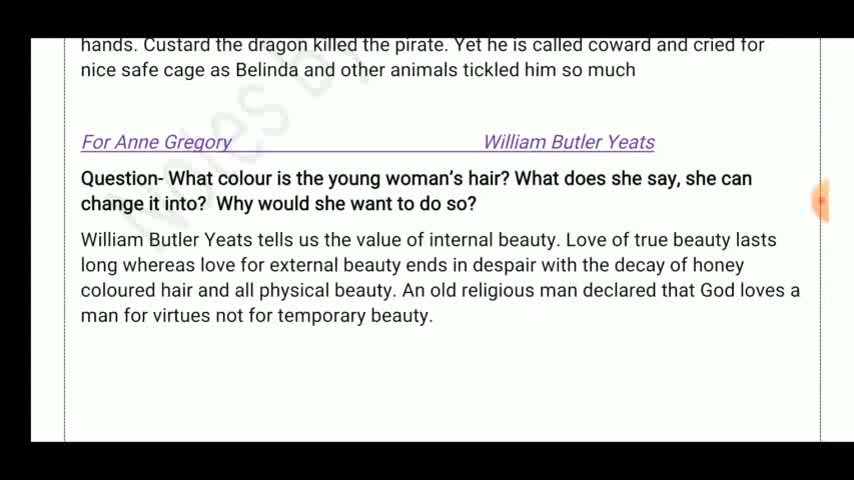 hands. Custard the dragon killed the pirate. Yet he is called coward and cried for
nice safe cage as Belinda and other animals tickled him so much
For Anne Gregory William Butler Yeats
Question- What colour is the young woman's hair? What does she say, she can
change it into? Why would she want to do so?
William Butler Yeats tells us the value of internal beauty. Love of true beauty lasts
long whereas love for external beauty ends in despair with the decay of honey
coloured hair and all physical beauty. An old religious man declared that God loves a
man for virtues not for temporary beauty.
Notes by